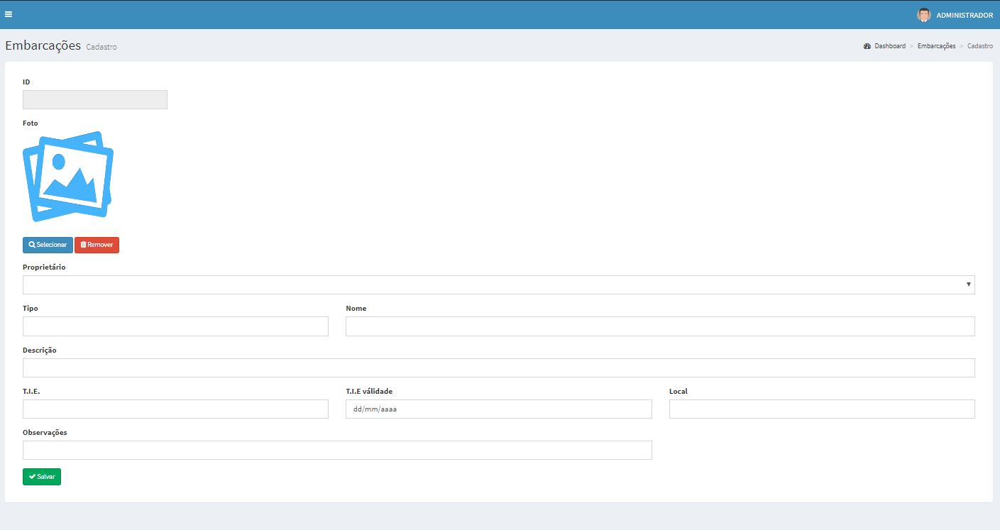 ADMINISTRADOR
Embarcações Cadastro
Dashboard > Embarcações > Cadastro
ID
Foto
Selecionar Remover
Proprietário
Tipo Nome
Descrição
T.I.E. T.I.E válidade Local
dd/mm/aaaa
Observações
Salvar